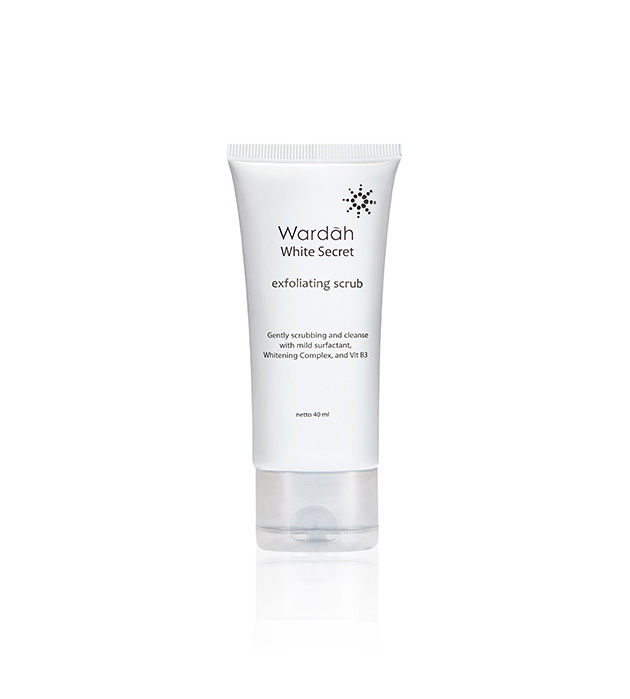 Wardãh
White Secret
exfoliating scrub
Gently scrubbing and cleanse
with mild surfactant,
Whitening Complex, and Vit B3
netto 40 ml